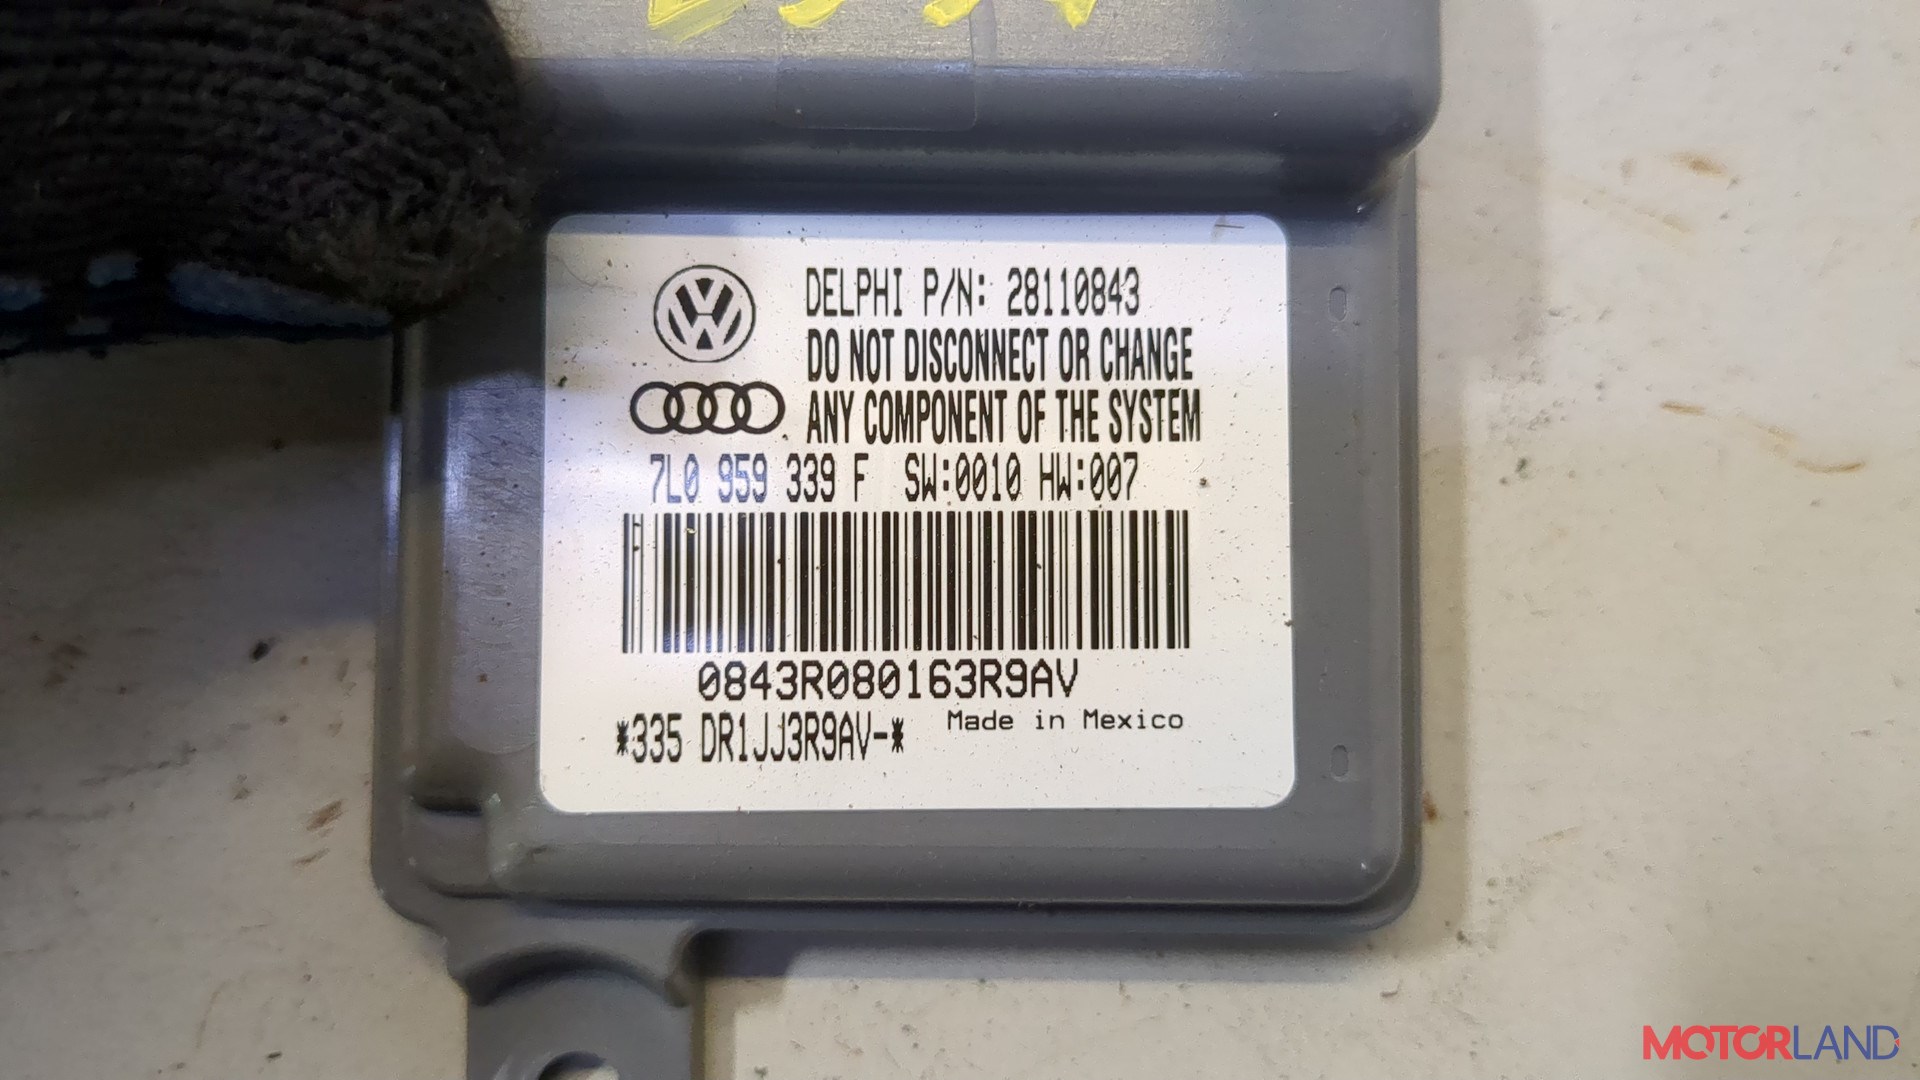 DELPHI P/N: 28110843
DO NOT DISCONNECT OR CHANGE
ANY COMPONENT OF THE SYSTEM
7L0 959 339 F SW:0010 HW:007
0843R080163R9AV
*335 DR1JJ3R9AV-*
Made in Mexico
MOTORLAND